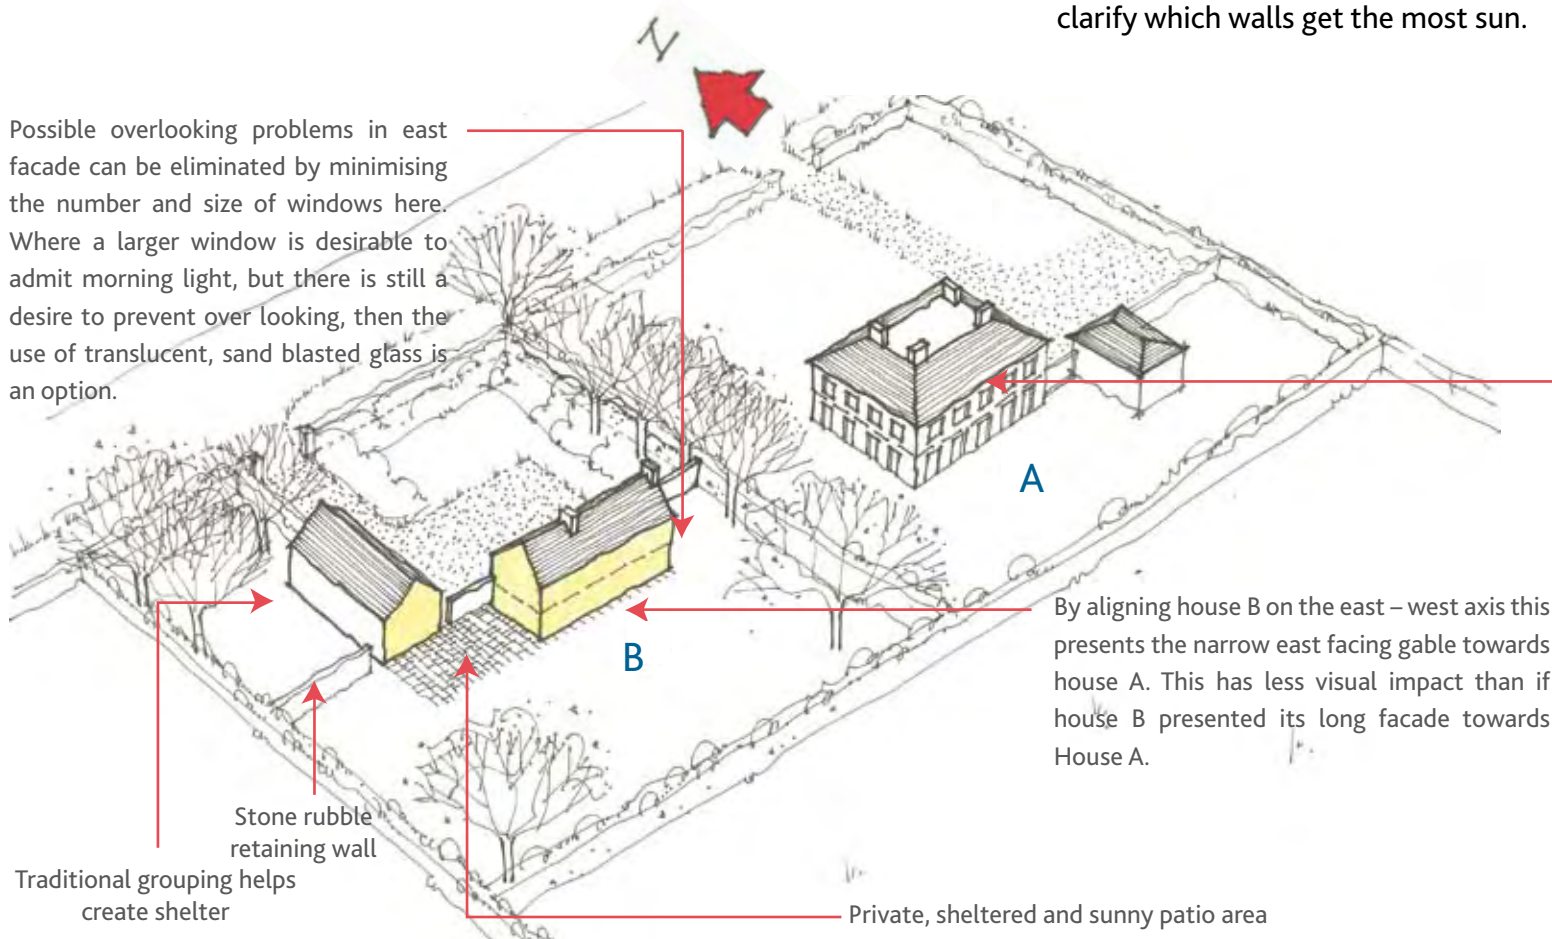 clarify which walls get the most sun.
N
Possible overlooking problems in east
facade can be eliminated by minimising
the number and size of windows here.
Where a larger window is desirable to
admit morning light, but there is still a
desire to prevent over looking, then the
use of translucent, sand blasted glass is
an option.
A
B
By aligning house B on the east – west axis this
presents the narrow east facing gable towards
house A. This has less visual impact than if
house B presented its long facade towards
House A.
Stone rubble
retaining wall
Traditional grouping helps
create shelter
Private, sheltered and sunny patio area